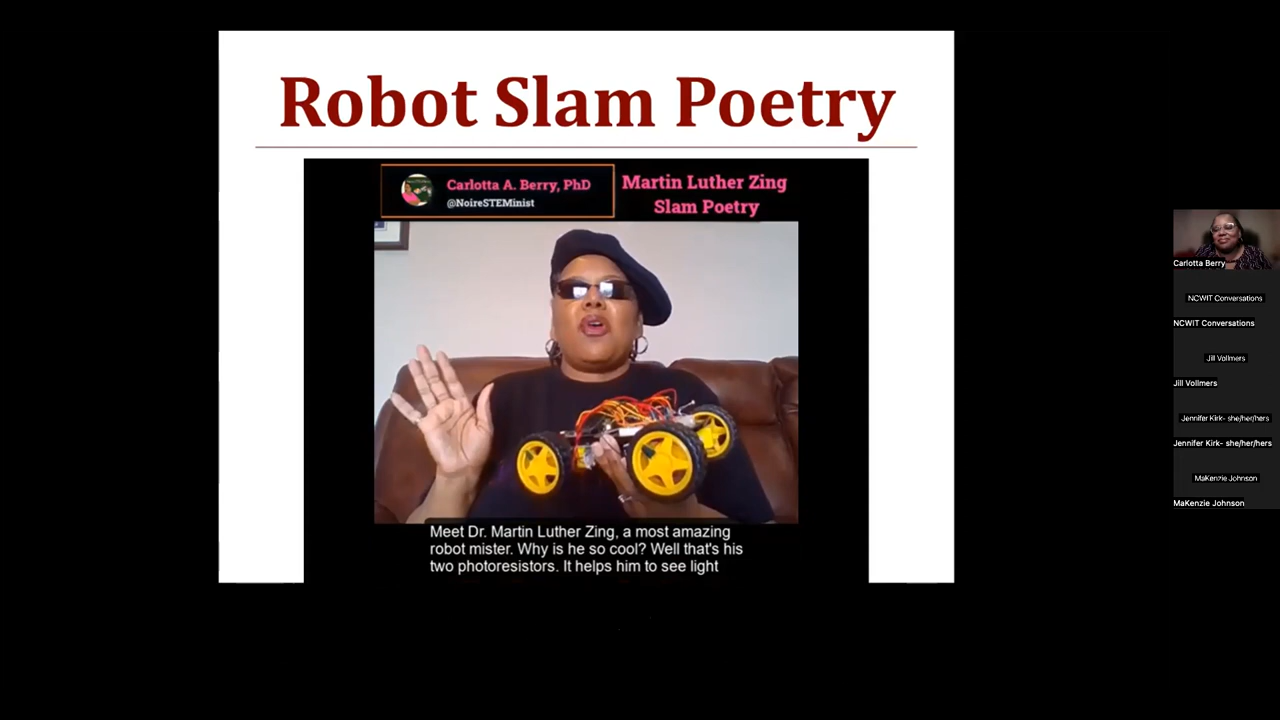 Robot Slam Poetry
Carlotta A. Berry, PhD
@NoireSTEMinist
Martin Luther Zing
Slam Poetry
Meet Dr. Martin Luther Zing, a most amazing
robot mister. Why is he so cool? Well that's his
two photoresistors. It helps him to see light
Carlotta Berry
NCWIT Conversations
NCWIT Conversations
Jill Vollmers
Jill Vollmers
Jennifer Kirk- she/her/hers
Jennifer Kirk- she/her/hers
MaKenzie Johnson
MaKenzie Johnson